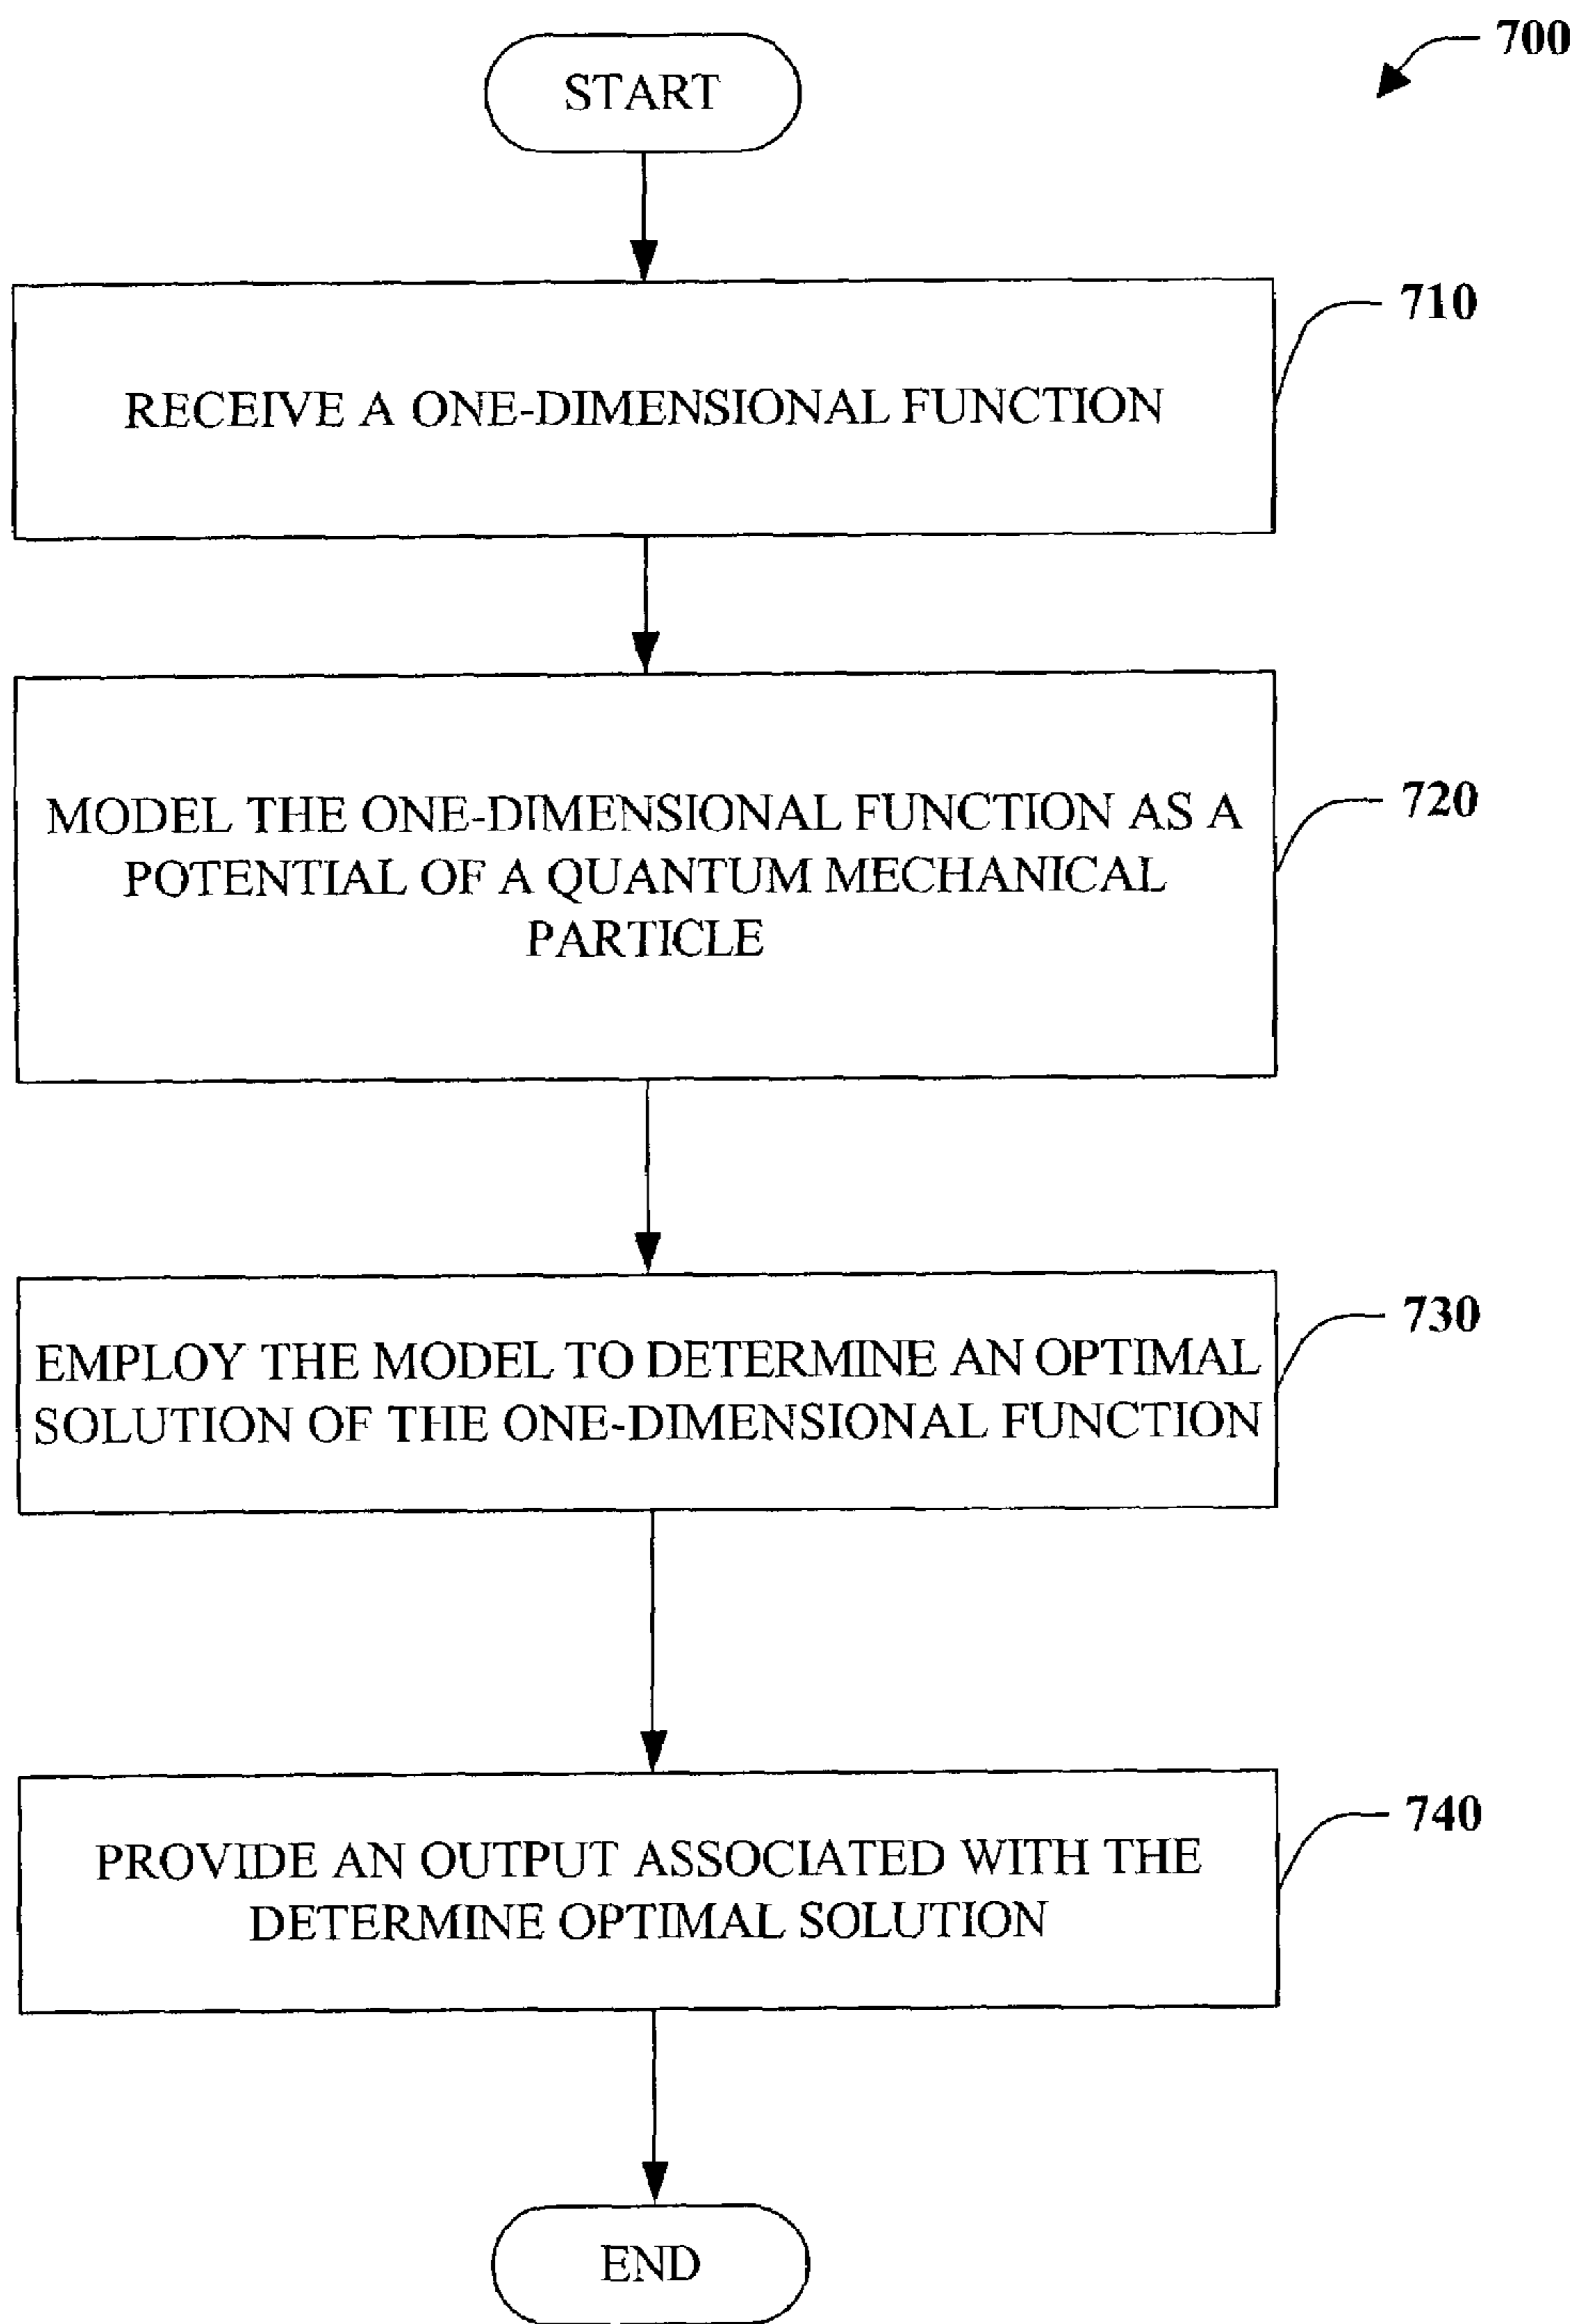 700
START
710
RECEIVE A ONE-DIMENSIONAL FUNCTION
720
MODEL THE ONE-DIMENSIONAL FUNCTION AS A
POTENTIAL OF A QUANTUM MECHANICAL
PARTICLE
730
EMPLOY THE MODEL TO DETERMINE AN OPTIMAL
SOLUTION OF THE ONE-DIMENSIONAL FUNCTION
740
PROVIDE AN OUTPUT ASSOCIATED WITH THE
DETERMINE OPTIMAL SOLUTION
END